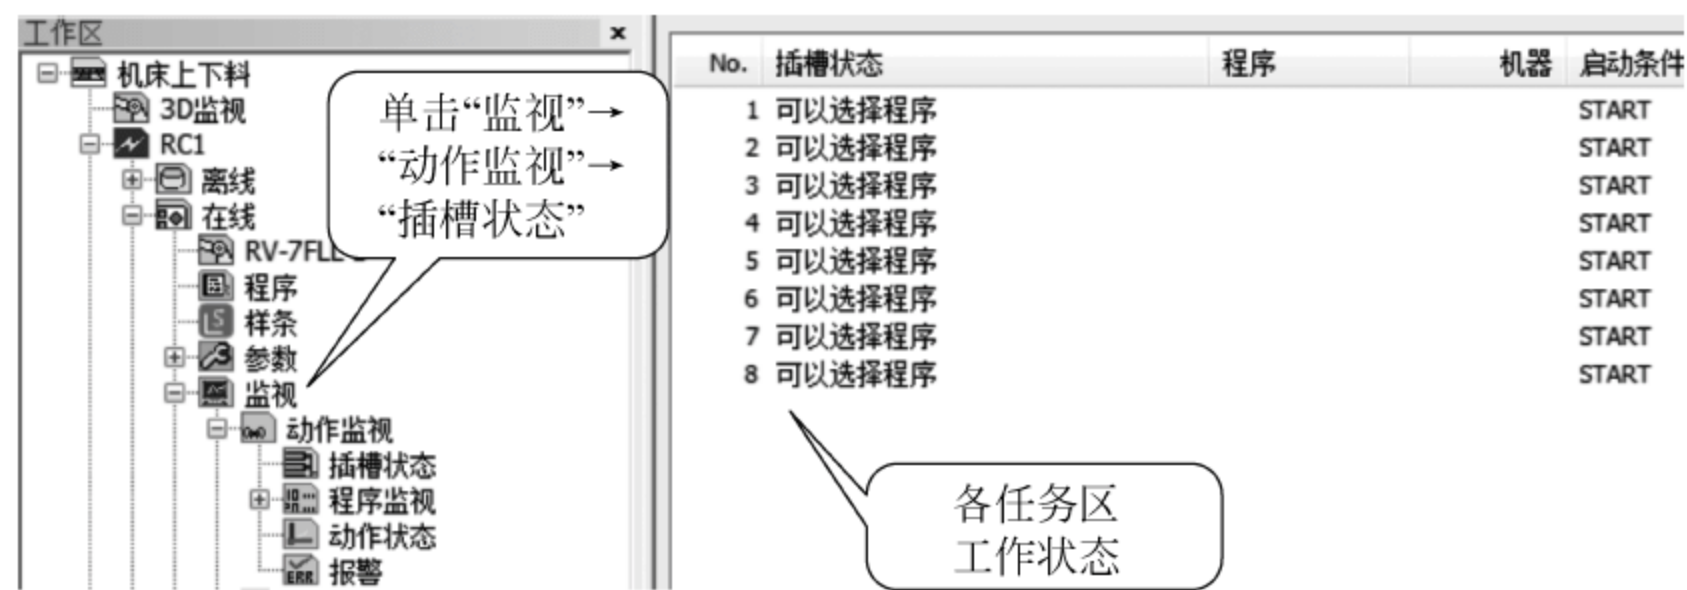 工作区 x
机床上下料
3D监视
RC1
离线
在线
RV-7FLL
程序
样条
参数
监视
动作监视
插槽状态
程序监视
动作状态
报警
单击“监视”→
“动作监视”→
“插槽状态”
No. 插槽状态 程序 机器 启动条件
1 可以选择程序 START
2 可以选择程序 START
3 可以选择程序 START
4 可以选择程序 START
5 可以选择程序 START
6 可以选择程序 START
7 可以选择程序 START
8 可以选择程序 START
各任务区
工作状态